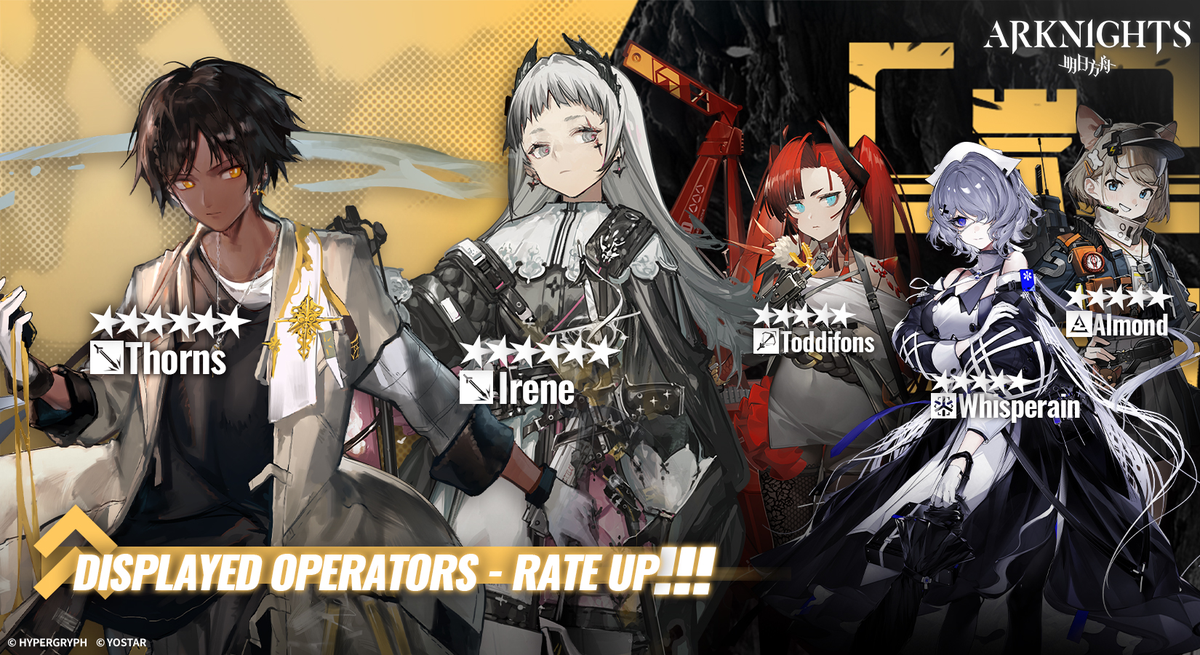 ARKNIGHTS
明日方舟
★★★★★★
Thorns
★★★★★★
Irene
★★★★★
Toddifons
★★★★★
Whisperain
★★★★★
Almond
DISPLAYED OPERATORS - RATE UP!!!
© HYPERGRYPH © YOSTAR